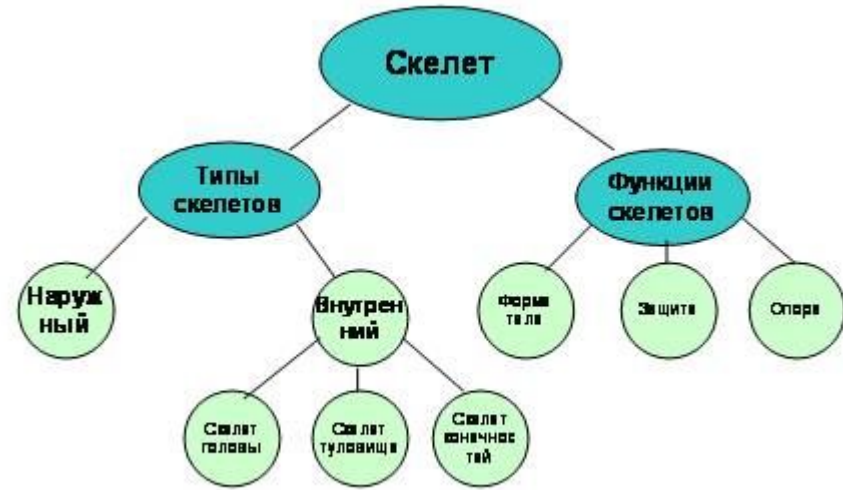 Скелет
Типы
скелетов
Функции
скелетов
Наруж
ный
Внутрен
ний
Форма
тела
Защита
Опора
Скелет
головы
Скелет
туловища
Скелет
конечнос
тей